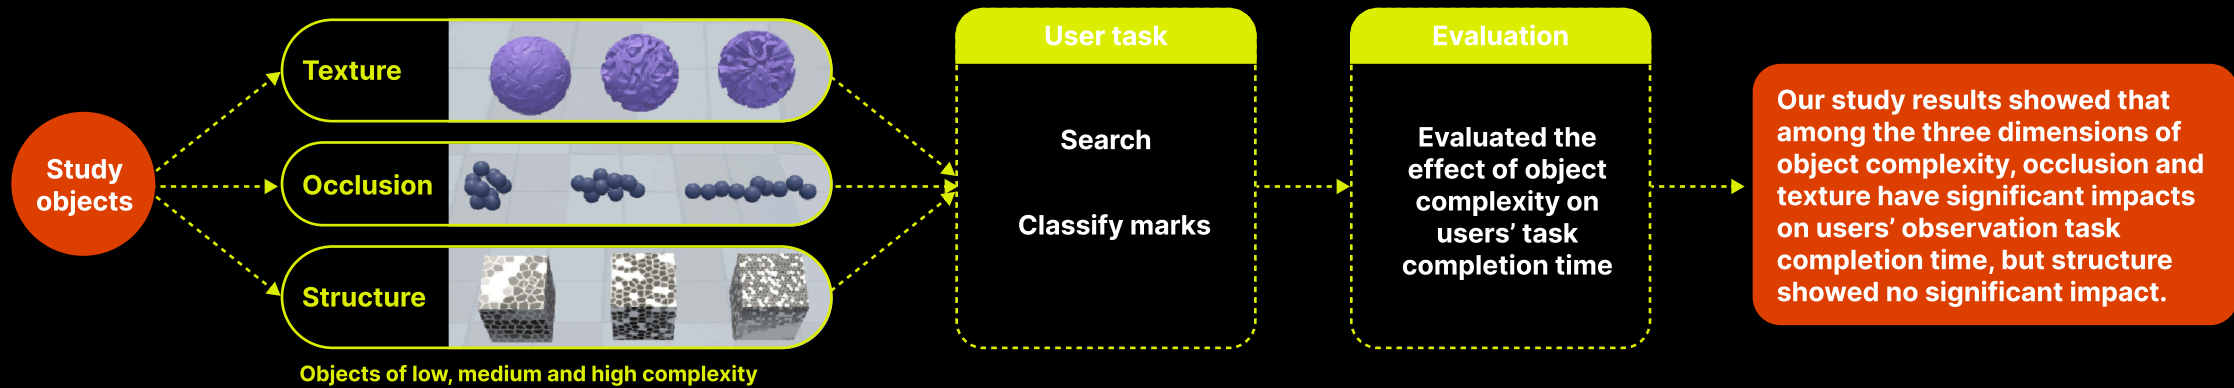 Study
objects
Texture
Occlusion
Structure
Objects of low, medium and high complexity
User task
Search
Classify marks
Evaluation
Evaluated the
effect of object
complexity on
users’ task
completion time
Our study results showed that
among the three dimensions of
object complexity, occlusion and
texture have significant impacts
on users’ observation task
completion time, but structure
showed no significant impact.